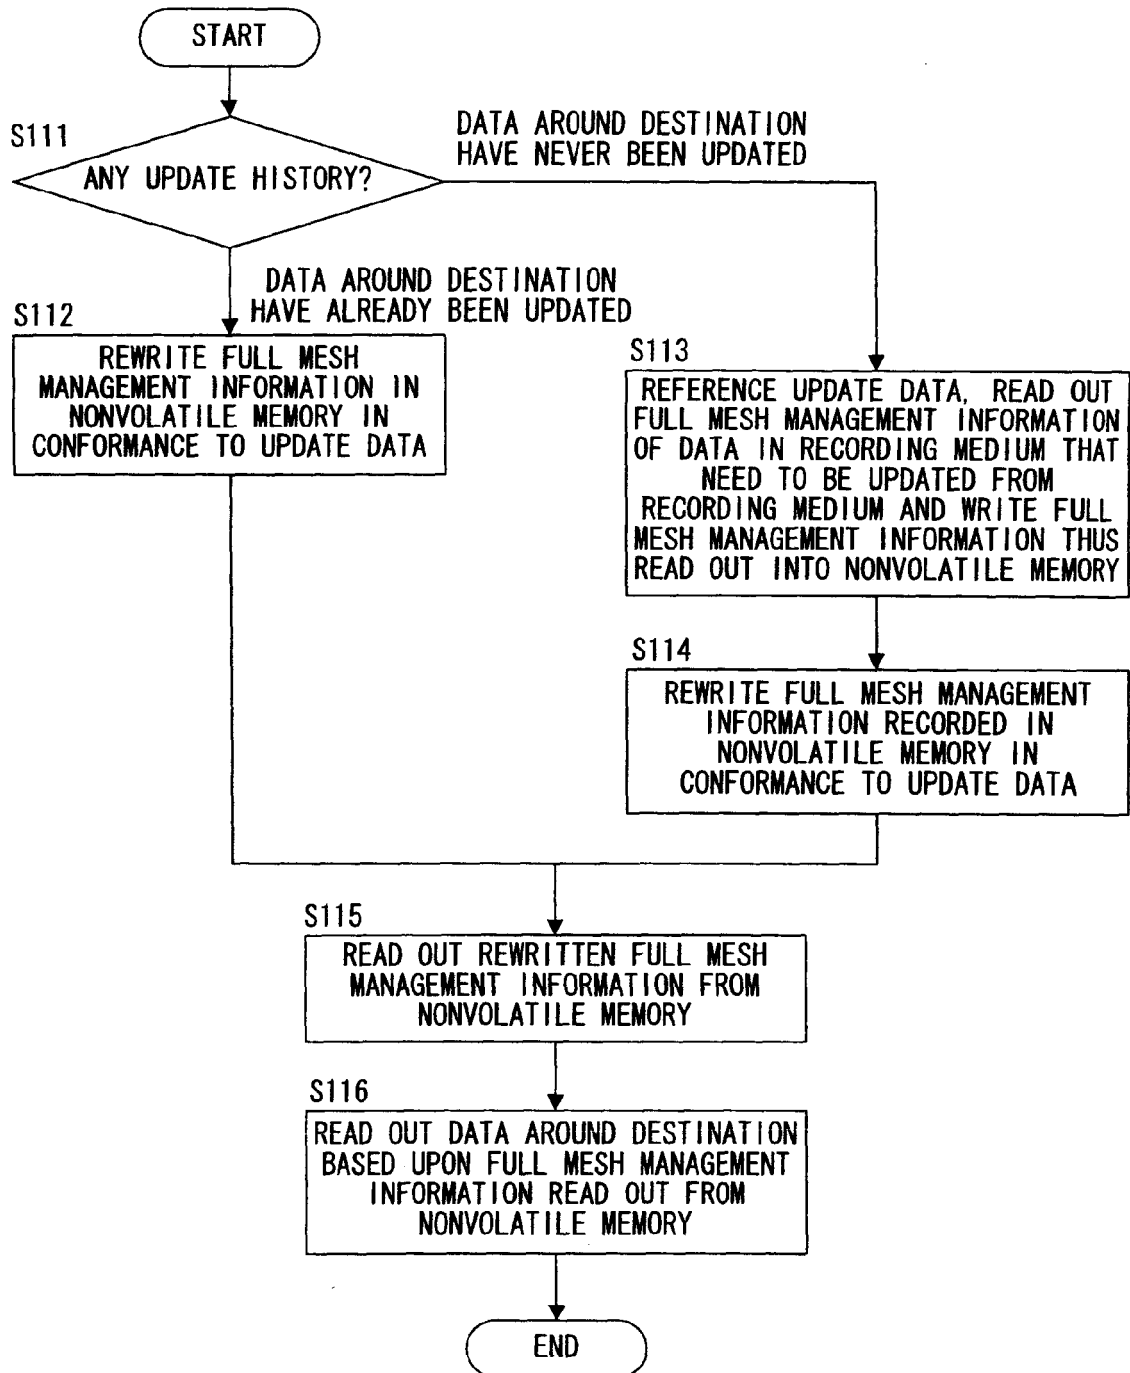 START
S111
ANY UPDATE HISTORY?
DATA AROUND DESTINATION
HAVE NEVER BEEN UPDATED
DATA AROUND DESTINATION
HAVE ALREADY BEEN UPDATED
S112
REWRITE FULL MESH
MANAGEMENT INFORMATION IN
NONVOLATILE MEMORY IN
CONFORMANCE TO UPDATE DATA
S113
REFERENCE UPDATE DATA, READ OUT
FULL MESH MANAGEMENT INFORMATION
OF DATA IN RECORDING MEDIUM THAT
NEED TO BE UPDATED FROM
RECORDING MEDIUM AND WRITE FULL
MESH MANAGEMENT INFORMATION THUS
READ OUT INTO NONVOLATILE MEMORY
S114
REWRITE FULL MESH MANAGEMENT
INFORMATION RECORDED IN
NONVOLATILE MEMORY IN
CONFORMANCE TO UPDATE DATA
S115
READ OUT REWRITTEN FULL MESH
MANAGEMENT INFORMATION FROM
NONVOLATILE MEMORY
S116
READ OUT DATA AROUND DESTINATION
BASED UPON FULL MESH MANAGEMENT
INFORMATION READ OUT FROM
NONVOLATILE MEMORY
END